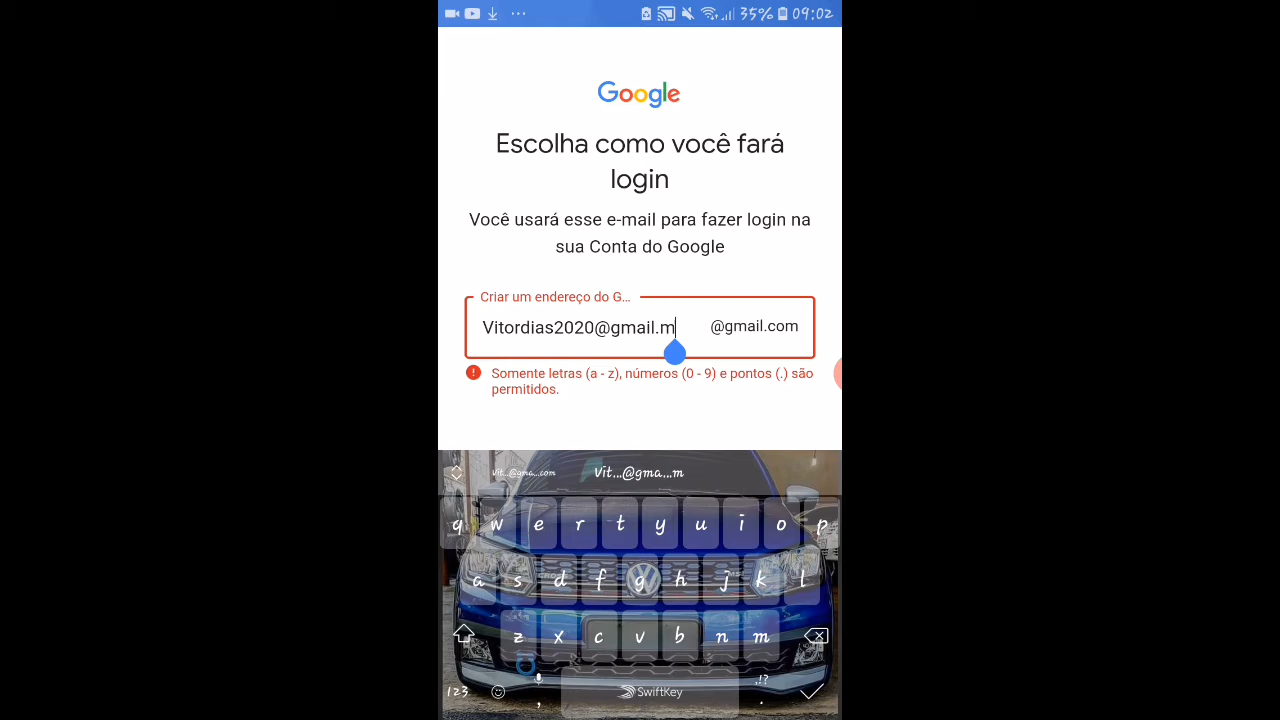 35% 09:02
Google
Escolha como você fará
login
Você usará esse e-mail para fazer login na
sua Conta do Google
Criar um endereço do G...
Vitordias2020@gmail.m @gmail.com
Somente letras (a - z), números (0 - 9) e pontos (.) são
permitidos.
Vit...@gma...com Vit...@gma...m
q w e r t y u i o p
a s d f g h j k l
z x c v b n m
123 , SwiftKey .,!? .